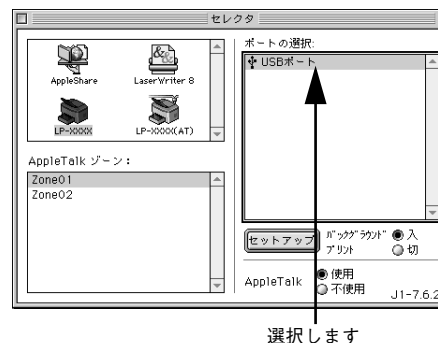 セレクタ
AppleShare
LaserWriter 8
LP-XXXX
LP-XXXX(AT)
AppleTalk ゾーン：
Zone01
Zone02
ポートの選択:
USBポート
セットアップ
バックグラウンド
プリント
入
切
AppleTalk
使用
不使用
J1-7.6.2
選択します